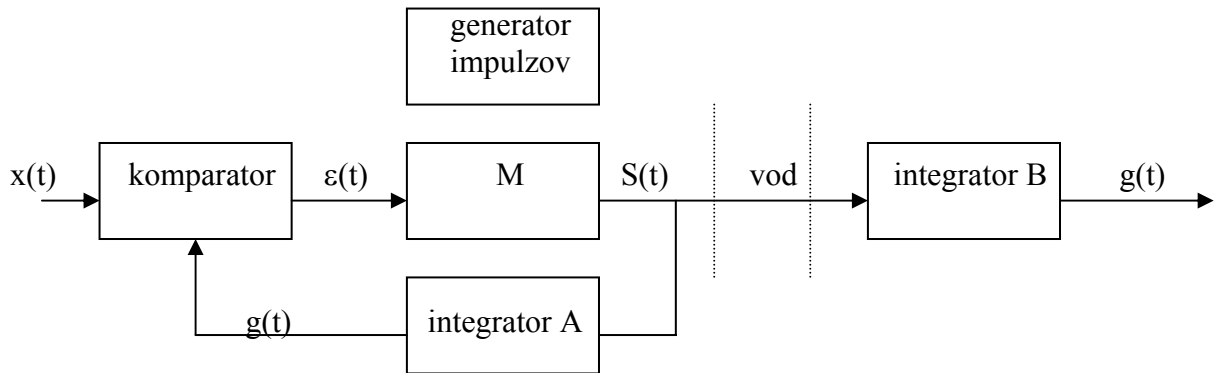 generator
impulzov
x(t)
komparator
ε(t)
M
S(t)
vod
integrator B
g(t)
g(t)
integrator A